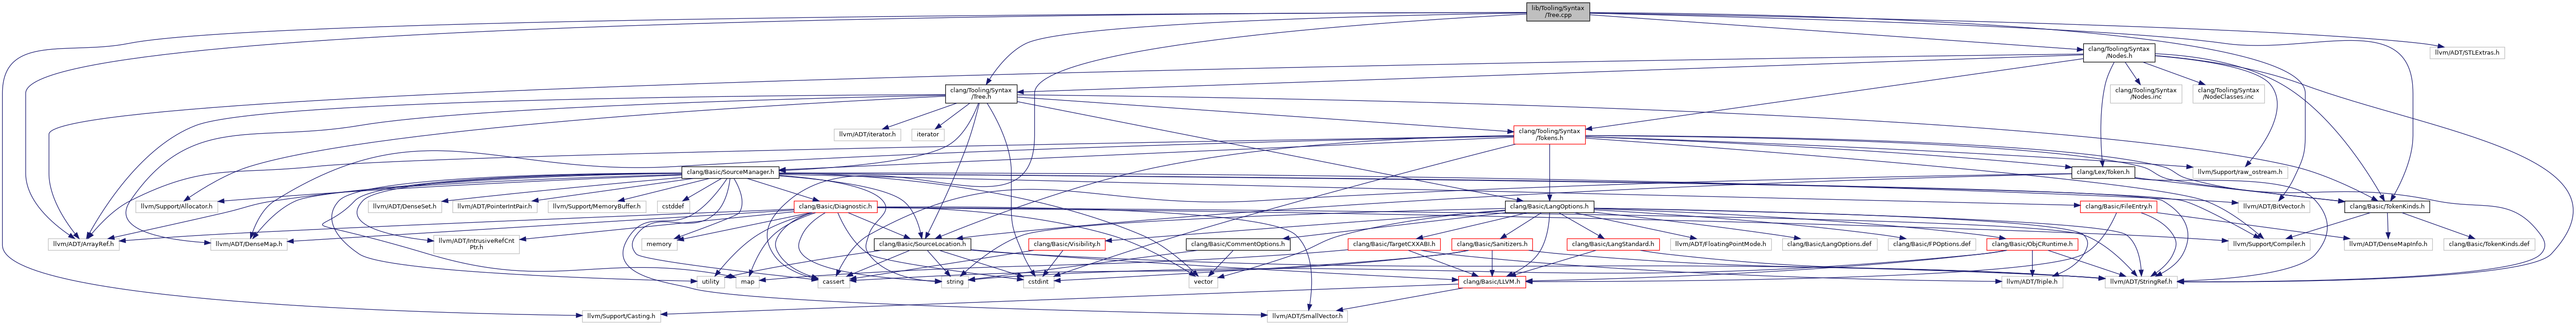 lib/Tooling/Syntax
/Tree.cpp
clang/Tooling/Syntax
/Nodes.h
llvm/ADT/STLExtras.h
clang/Tooling/Syntax
/Tree.h
clang/Tooling/Syntax
/Nodes.inc
clang/Tooling/Syntax
/NodeClasses.inc
llvm/ADT/iterator.h
iterator
clang/Tooling/Syntax
/Tokens.h
clang/Basic/SourceManager.h
llvm/Support/raw_ostream.h
clang/Lex/Token.h
llvm/Support/Allocator.h
llvm/ADT/DenseSet.h
llvm/ADT/PointerIntPair.h
llvm/Support/MemoryBuffer.h
cstddef
clang/Basic/Diagnostic.h
clang/Basic/LangOptions.h
clang/Basic/FileEntry.h
llvm/ADT/BitVector.h
clang/Basic/TokenKinds.h
llvm/ADT/ArrayRef.h
llvm/ADT/DenseMap.h
llvm/ADT/IntrusiveRefCnt
Ptr.h
memory
clang/Basic/SourceLocation.h
clang/Basic/Visibility.h
clang/Basic/CommentOptions.h
clang/Basic/TargetCXXABI.h
clang/Basic/Sanitizers.h
clang/Basic/LangStandard.h
llvm/ADT/FloatingPointMode.h
clang/Basic/LangOptions.def
clang/Basic/FPOptions.def
clang/Basic/ObjCRuntime.h
llvm/Support/Compiler.h
llvm/ADT/DenseMapInfo.h
clang/Basic/TokenKinds.def
utility
map
cassert
string
cstdint
vector
clang/Basic/LLVM.h
llvm/ADT/Triple.h
llvm/ADT/StringRef.h
llvm/Support/Casting.h
llvm/ADT/SmallVector.h